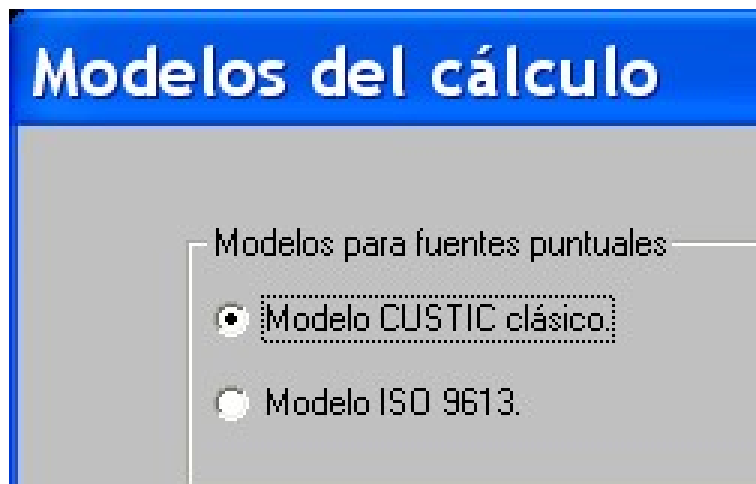 Modelos del cálculo
Modelos para fuentes puntuales
Modelo CUSTIC clásico.
Modelo ISO 9613.